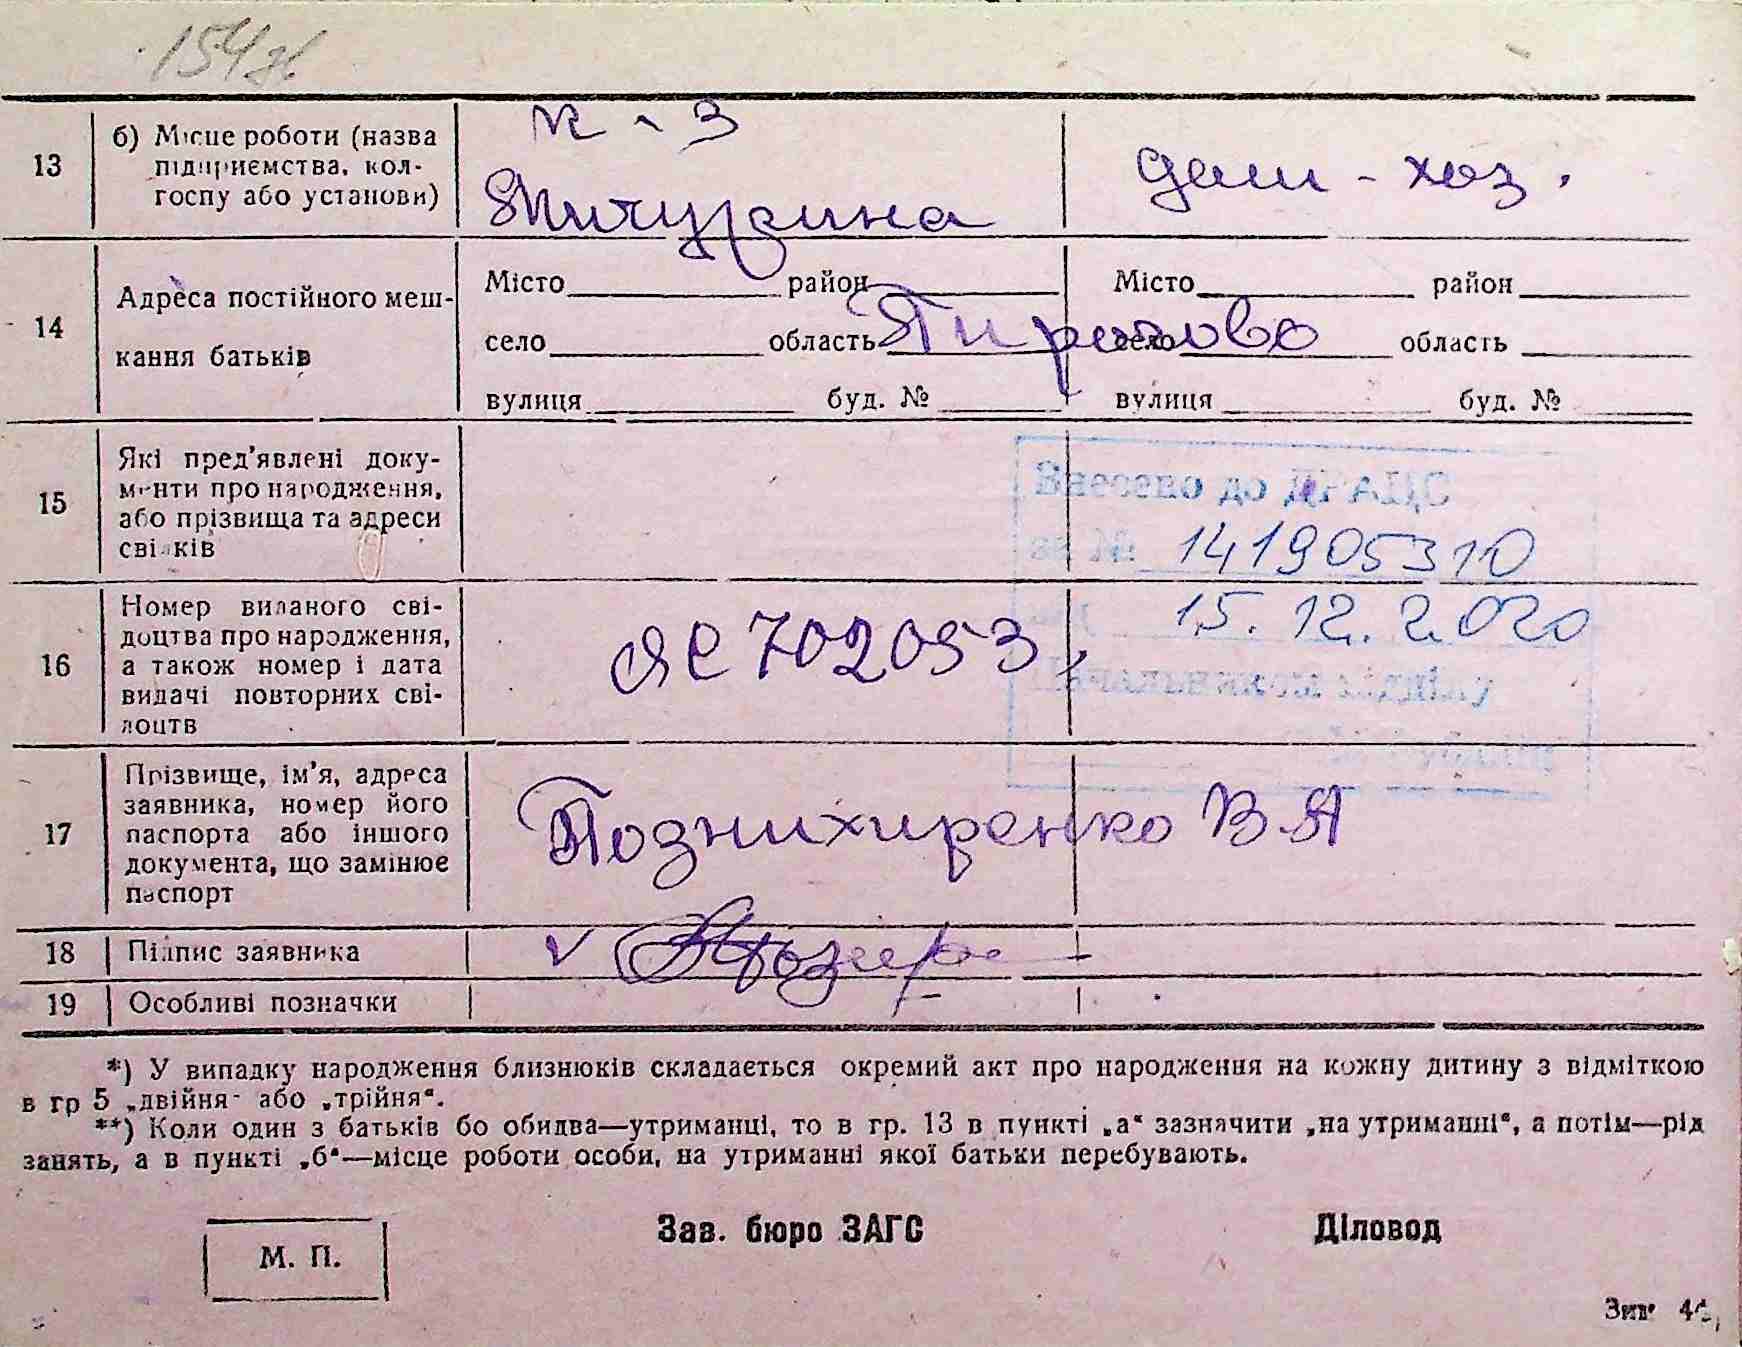 154 зв.
13 б) Місце роботи (назва підприємства, колгоспу або установи)
к-з
Мичурина
дом-хоз.
14 Адреса постійного мешкання батьків
Місто район Місто район
село область Пирогово село область
вулиця буд. № вулиця буд. №
15 Які пред'явлені документи про народження, або прізвища та адреси свідків
Внесено до ДРАЦС
за № 141905310
15.12.2020
16 Номер виданого свідоцтва про народження, а також номер і дата видачі повторних свідоцтв
ЯС 702053
17 Прізвище, ім'я, адреса заявника, номер його паспорта або іншого документа, що замінює паспорт
Познихиренко В А
18 Підпис заявника
V
19 Особливі позначки
*) У випадку народження близнюків складається окремий акт про народження на кожну дитину з відміткою
в гр 5 „двійня" або „трійня“.
**) Коли один з батьків бо обидва—утриманці, то в гр. 13 в пункті „а“ зазначити „на утриманні“, а потім—рід
занять, а в пункті „б“—місце роботи особи, на утриманні якої батьки перебувають.
Зав. бюро ЗАГС Діловод
М. П.